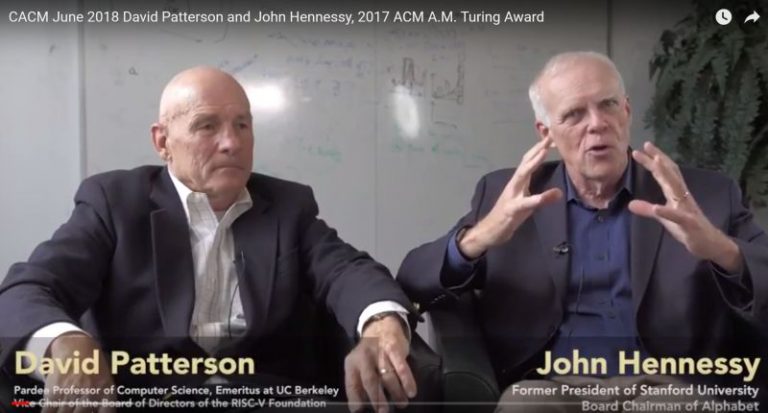 CACM June 2018 David Patterson and John Hennessy, 2017 ACM A.M. Turing Award
David Patterson
Pardee Professor of Computer Science, Emeritus at UC Berkeley
Vice Chair of the Board of Directors of the RISC-V Foundation
John Hennessy
Former President of Stanford University
Board Chairman of Alphabet